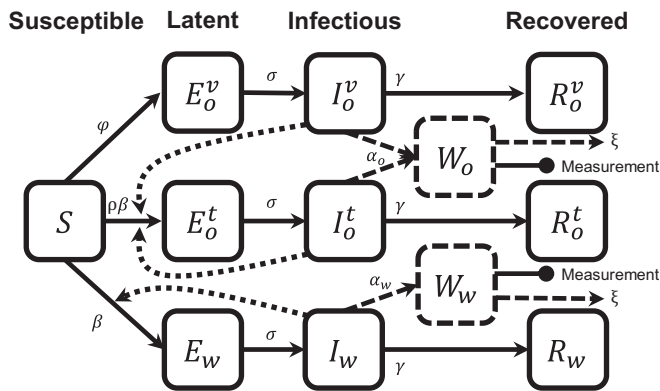 Susceptible Latent Infectious Recovered
E_o^v σ I_o^v γ R_o^v
φ α_o W_o ξ
Measurement
S ρβ E_o^t σ I_o^t γ R_o^t
α_w W_w Measurement
ξ
β E_w σ I_w γ R_w